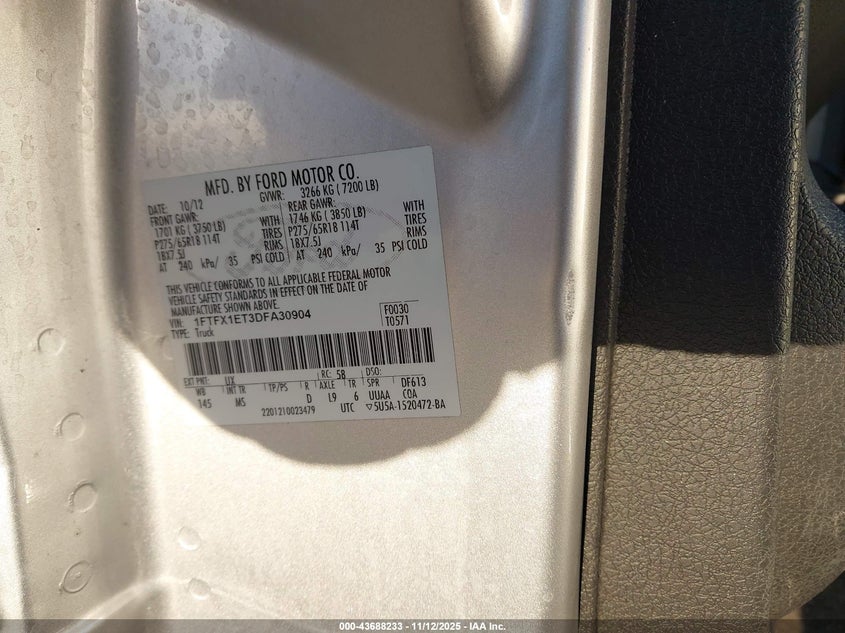 MFD. BY FORD MOTOR CO.
DATE: 10/12 GVWR: 3266 KG ( 7200 LB)
FRONT GAWR: REAR GAWR:
1701 KG ( 3750 LB) WITH 1746 KG ( 3850 LB) WITH
P275/65R18 114T TIRES P275/65R18 114T TIRES
18X7.5J RIMS 18X7.5J RIMS
AT 240 kPa/ 35 PSI COLD AT 240 kPa/ 35 PSI COLD
THIS VEHICLE CONFORMS TO ALL APPLICABLE FEDERAL MOTOR
VEHICLE SAFETY STANDARDS IN EFFECT ON THE DATE OF
MANUFACTURE SHOWN ABOVE.
VIN: 1FTFX1ET3DFA30904 F0030
TYPE: Truck T0571
EXT PNT: UX RC: 58 DSO:
WB INT TR TP/PS R AXLE TR SPR DF613
145 MS D L9 6 UUAA COA
2201210023479 UTC ▽5U5A-1520472-BA
000-43688233 - 11/12/2025 - IAA Inc.